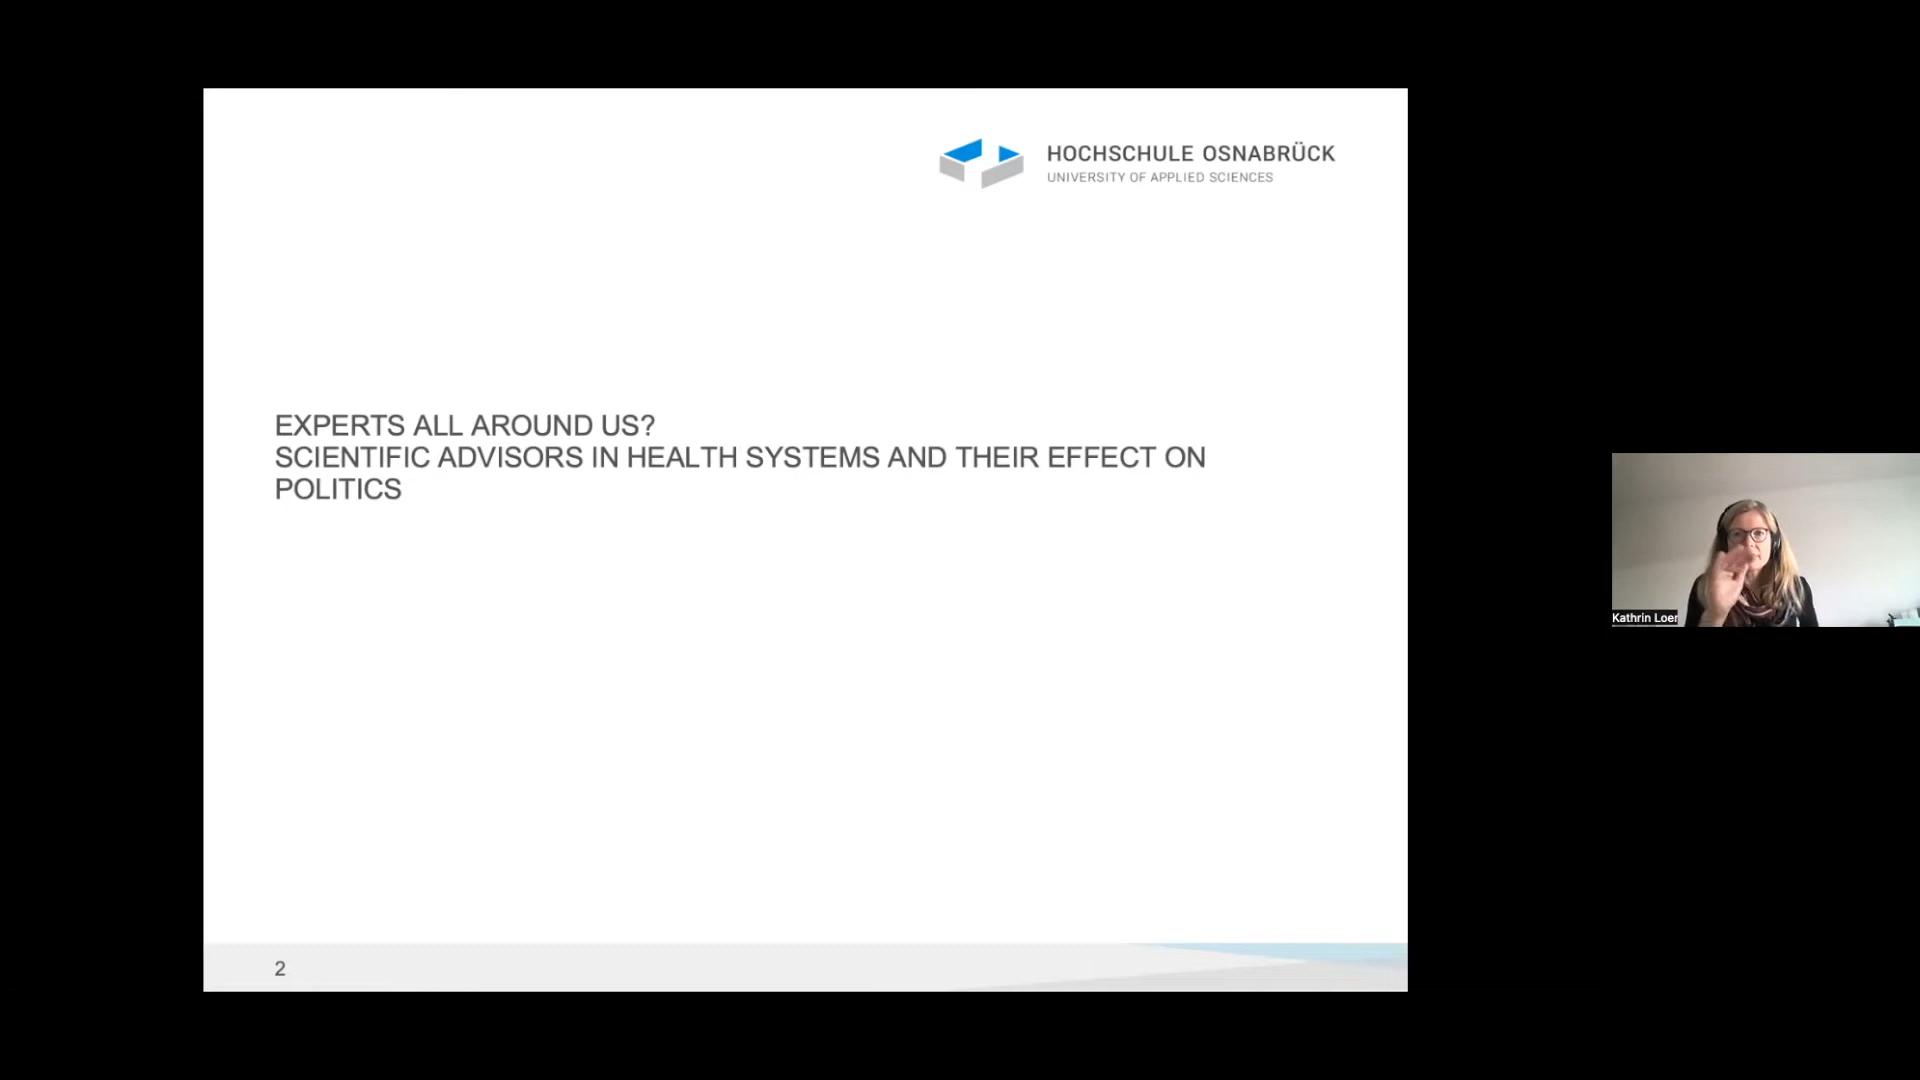 HOCHSCHULE OSNABRÜCK
UNIVERSITY OF APPLIED SCIENCES
EXPERTS ALL AROUND US?
SCIENTIFIC ADVISORS IN HEALTH SYSTEMS AND THEIR EFFECT ON
POLITICS
Kathrin Loer
2